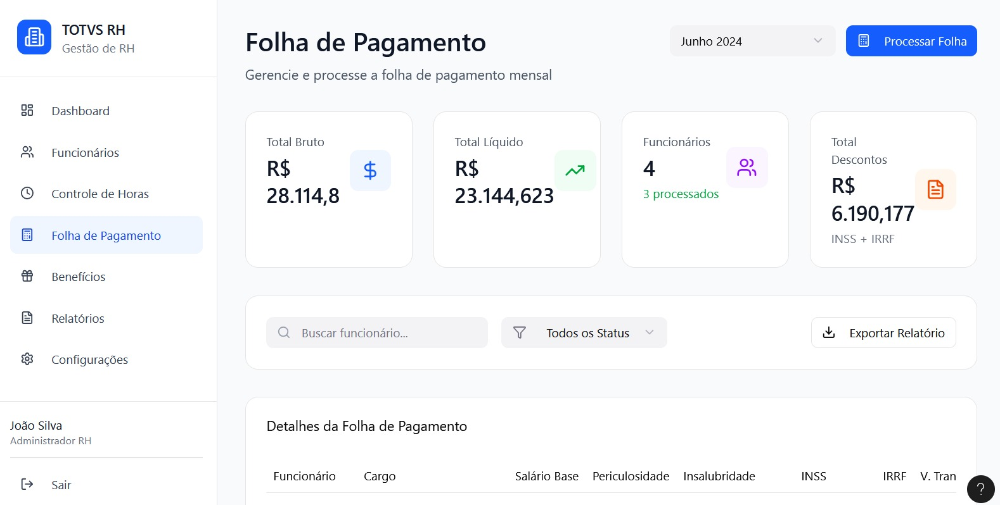 TOTVS RH
Gestão de RH
Dashboard
Funcionários
Controle de Horas
Folha de Pagamento
Benefícios
Relatórios
Configurações
João Silva
Administrador RH
Sair
Folha de Pagamento
Gerencie e processe a folha de pagamento mensal
Junho 2024
Processar Folha
Total Bruto
R$
28.114,8
Total Líquido
R$
23.144,623
Funcionários
4
3 processados
Total
Descontos
R$
6.190,177
INSS + IRRF
Buscar funcionário...
Todos os Status
Exportar Relatório
Detalhes da Folha de Pagamento
Funcionário Cargo Salário Base Periculosidade Insalubridade INSS IRRF V. Tran
?